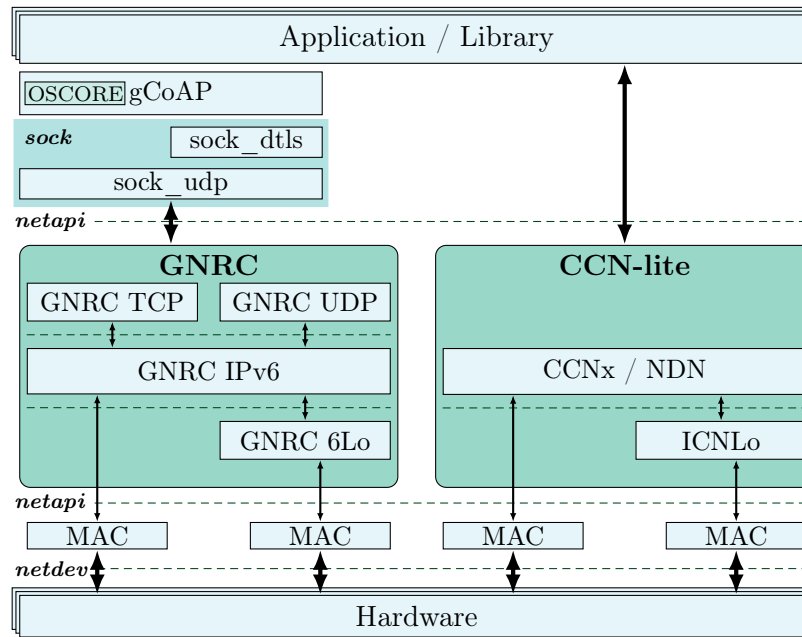 Application / Library
OSCORE gCoAP
sock
sock_dtls
sock_udp
netapi
GNRC
CCN-lite
GNRC TCP
GNRC UDP
GNRC IPv6
CCNx / NDN
GNRC 6Lo
ICNLo
netapi
MAC
MAC
MAC
MAC
netdev
Hardware